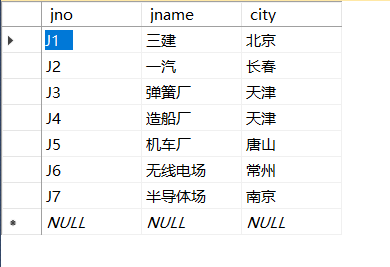 jno jname city
J1 三建 北京
J2 一汽 长春
J3 弹簧厂 天津
J4 造船厂 天津
J5 机车厂 唐山
J6 无线电场 常州
J7 半导体场 南京
NULL NULL NULL